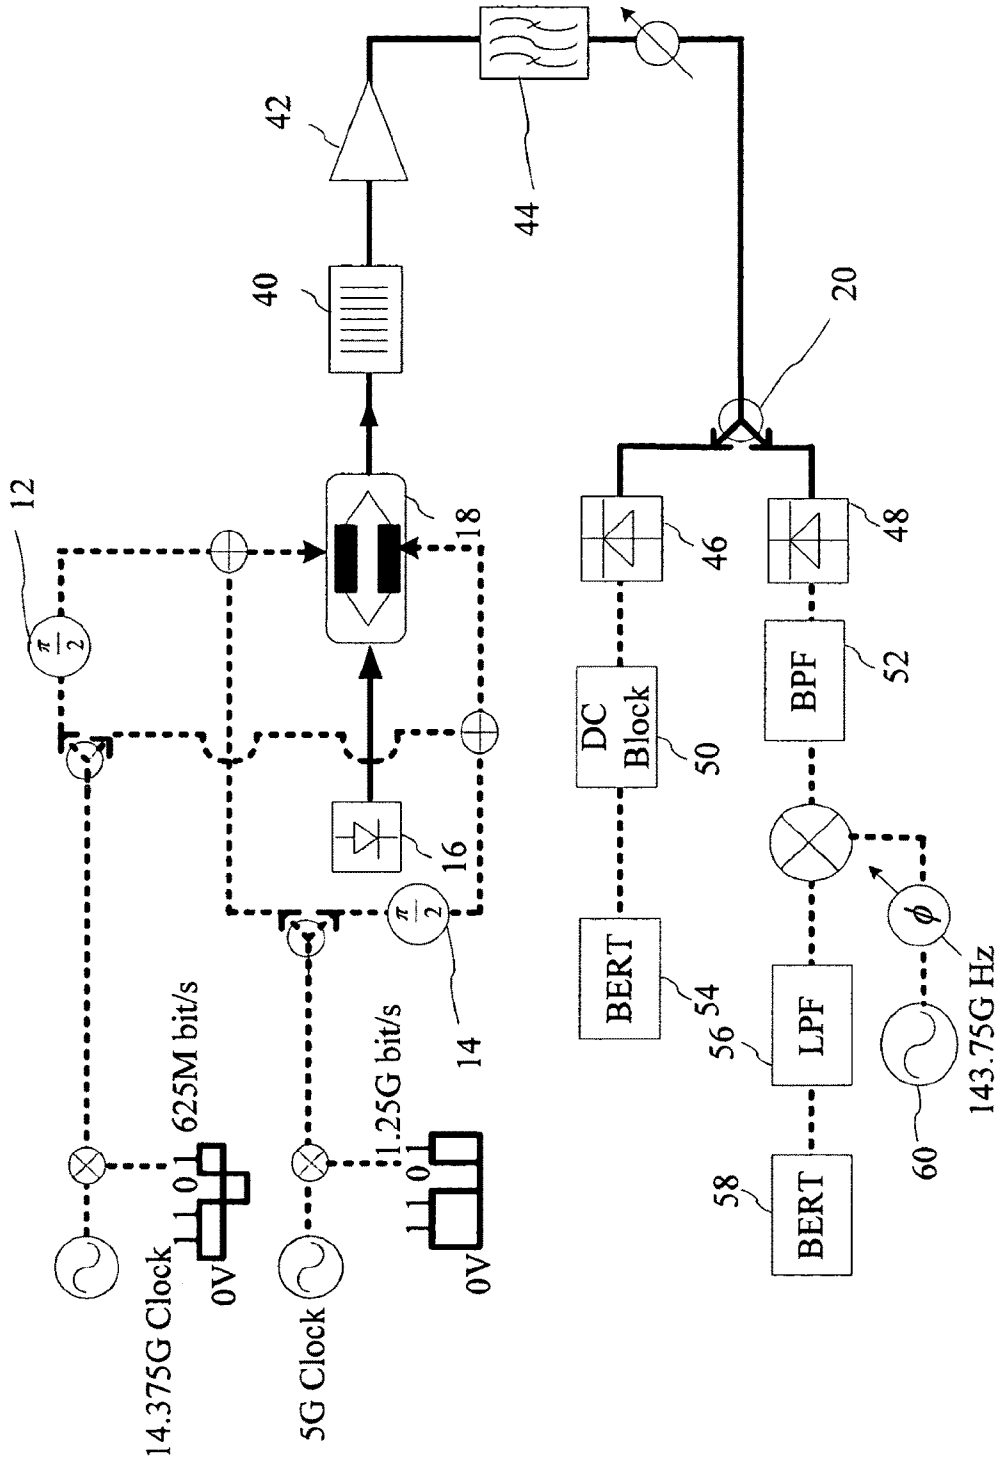 14.375G Clock
0V
1 1 0 1
625M bit/s
π/2
12
5G Clock
0V
1 1 0 1
1.25G bit/s
π/2
14
16
18
40
42
44
20
BERT
54
DC
Block
50
46
BERT
58
LPF
56
BPF
52
48
ϕ
60
143.75G Hz